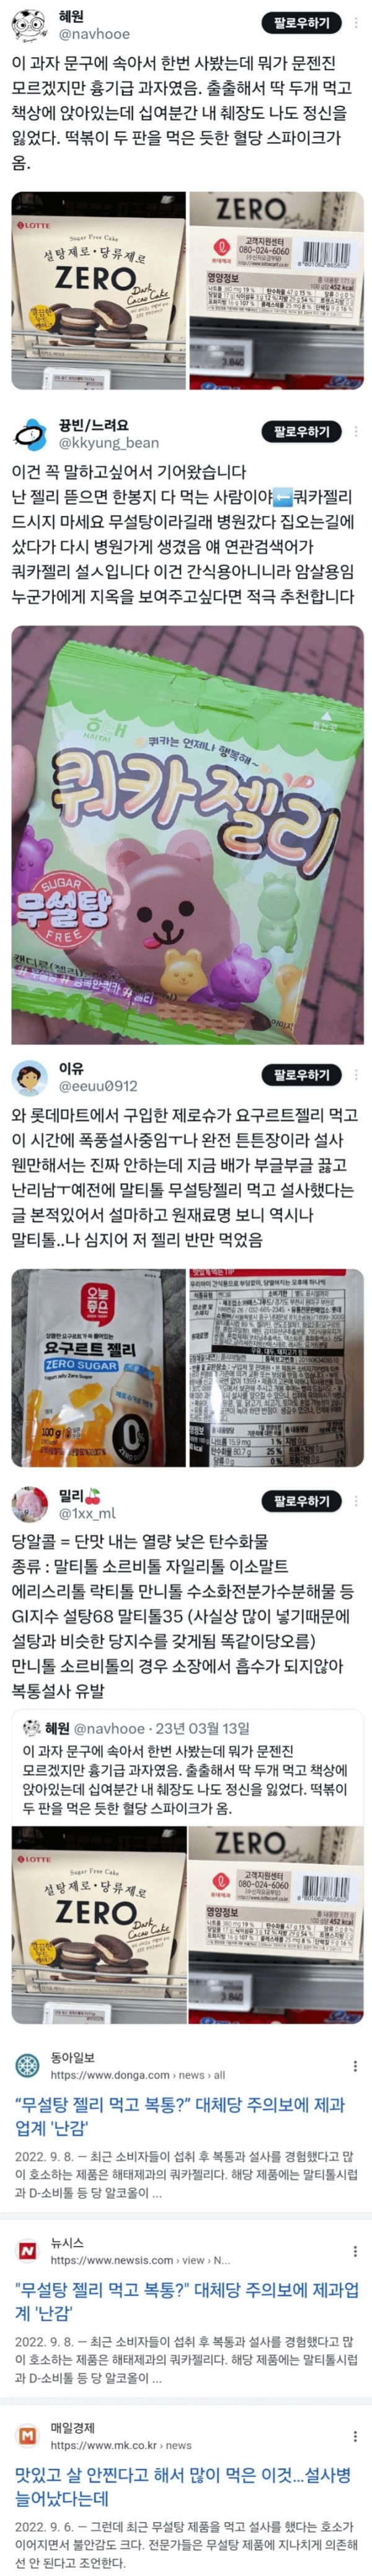 혜원
@navhooe
팔로우하기
이 과자 문구에 속아서 한번 사봤는데 뭐가 문젠진
모르겠지만 흉기급 과자였음. 출출해서 딱 두개 먹고
책상에 앉아있는데 십여분간 내 췌장도 나도 정신을
잃었다. 떡볶이 두 판을 먹은 듯한 혈당 스파이크가
옴.
LOTTE
Sugar Free Cake
설탕제로·당류제로
ZERO
Dark
Cacao Cake
ZERO
고객지원센터
080-024-6060
영양정보
뀽빈/느려요
@kkyung_bean
팔로우하기
이건 꼭 말하고싶어서 기어왔습니다
난 젤리 뜯으면 한봉지 다 먹는 사람이야 쿼카젤리
드시지 마세요 무설탕이라길래 병원갔다 집오는길에
샀다가 다시 병원가게 생겼음 얘 연관검색어가
쿼카젤리 설ㅅ입니다 이건 간식용아니니라 암살용임
누군가에게 지옥을 보여주고싶다면 적극 추천합니다
해태
HAITAI
쿼카는 언제나 행복해~
쿼카젤리
SUGAR
무설탕
FREE
캔디류(젤리)
이유
@eeuu0912
팔로우하기
와 롯데마트에서 구입한 제로슈가 요구르트젤리 먹고
이 시간에 폭풍설사중임ㅜ나 완전 튼튼장이라 설사
웬만해서는 진짜 안하는데 지금 배가 부글부글 끓고
난리남ㅜ예전에 말티톨 무설탕젤리 먹고 설사했다는
글 본적있어서 설마하고 원재료명 보니 역시나
말티톨..나 심지어 저 젤리 반만 먹었음
오늘
좋은
요구르트 젤리
ZERO SUGAR
100 g
밀리🍒
@1xx_ml
팔로우하기
당알콜 = 단맛 내는 열량 낮은 탄수화물
종류 : 말티톨 소르비톨 자일리톨 이소말트
에리스리톨 락티톨 만니톨 수소화전분가수분해물 등
GI지수 설탕68 말티톨35 (사실상 많이 넣기때문에
설탕과 비슷한 당지수를 갖게됨 똑같이당오름)
만니톨 소르비톨의 경우 소장에서 흡수가 되지않아
복통설사 유발
혜원 @navhooe · 23년 03월 13일
이 과자 문구에 속아서 한번 사봤는데 뭐가 문젠진
모르겠지만 흉기급 과자였음. 출출해서 딱 두개 먹고 책상에
앉아있는데 십여분간 내 췌장도 나도 정신을 잃었다. 떡볶이
두 판을 먹은 듯한 혈당 스파이크가 옴.
LOTTE
Sugar Free Cake
설탕제로·당류제로
ZERO
Dark
Cacao Cake
ZERO
고객지원센터
080-024-6060
영양정보
동아일보
https://www.donga.com › news › all
“무설탕 젤리 먹고 복통?” 대체당 주의보에 제과
업계 '난감'
2022. 9. 8. — 최근 소비자들이 섭취 후 복통과 설사를 경험했다고 많
이 호소하는 제품은 해태제과의 쿼카젤리다. 해당 제품에는 말티톨시럽
과 D-소비톨 등 당 알코올이 ...
뉴시스
https://www.newsis.com › view › N...
"무설탕 젤리 먹고 복통?" 대체당 주의보에 제과업
계 '난감'
2022. 9. 8. — 최근 소비자들이 섭취 후 복통과 설사를 경험했다고 많
이 호소하는 제품은 해태제과의 쿼카젤리다. 해당 제품에는 말티톨시럽
과 D-소비톨 등 당 알코올이 ...
매일경제
https://www.mk.co.kr › news
맛있고 살 안찐다고 해서 많이 먹은 이것...설사병
늘어났다는데
2022. 9. 6. — 그런데 최근 무설탕 제품을 먹고 설사를 했다는 호소가
이어지면서 불안감도 크다. 전문가들은 무설탕 제품에 지나치게 의존해
선 안 된다고 조언한다.